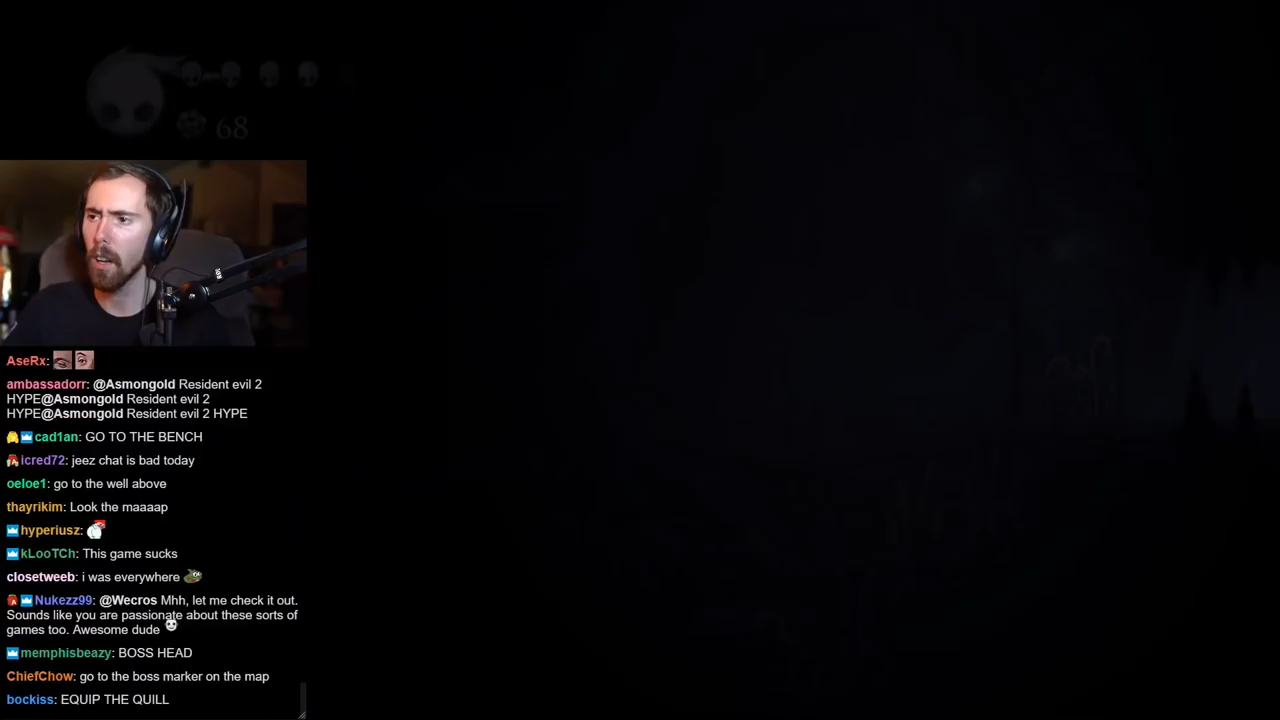 68
AseRx:
ambassadorr: @Asmongold Resident evil 2
HYPE@Asmongold Resident evil 2
HYPE@Asmongold Resident evil 2 HYPE
cad1an: GO TO THE BENCH
icred72: jeez chat is bad today
oeloe1: go to the well above
thayrikim: Look the maaaap
hyperiusz:
kLooTCh: This game sucks
closetweeb: i was everywhere
Nukezz99: @Wecros Mhh, let me check it out.
Sounds like you are passionate about these sorts of
games too. Awesome dude
memphisbeazy: BOSS HEAD
ChiefChow: go to the boss marker on the map
bockiss: EQUIP THE QUILL